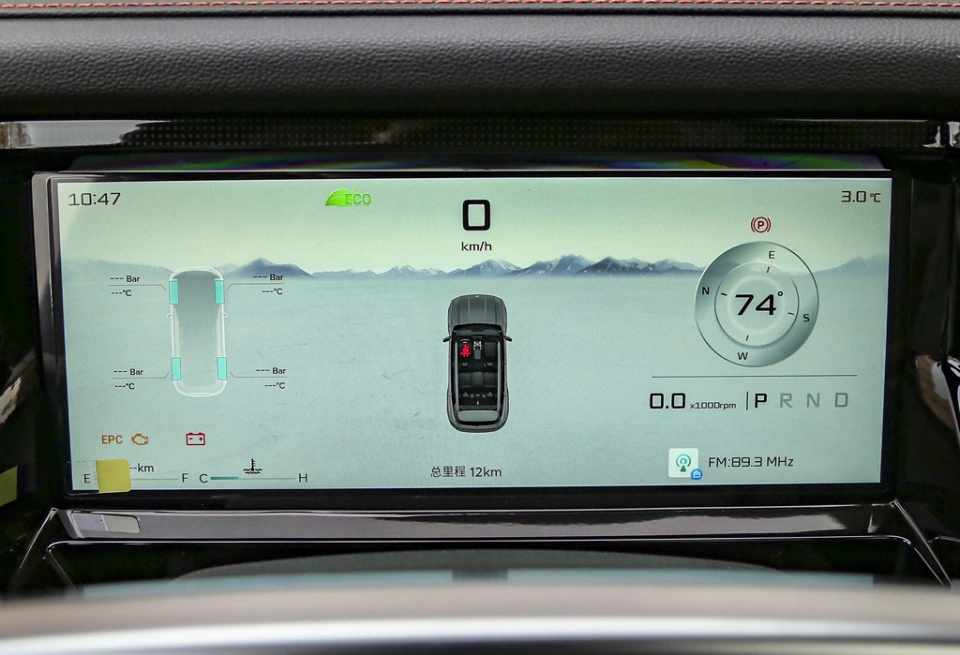 10:47
ECO
0
km/h
3.0 ℃
P
--- Bar
---℃
--- Bar
---℃
--- Bar
---℃
--- Bar
---℃
E
N
74°
S
W
0.0 x1000rpm
P R N D
EPC
--km
E F C H
总里程 12km
FM:89.3 MHz